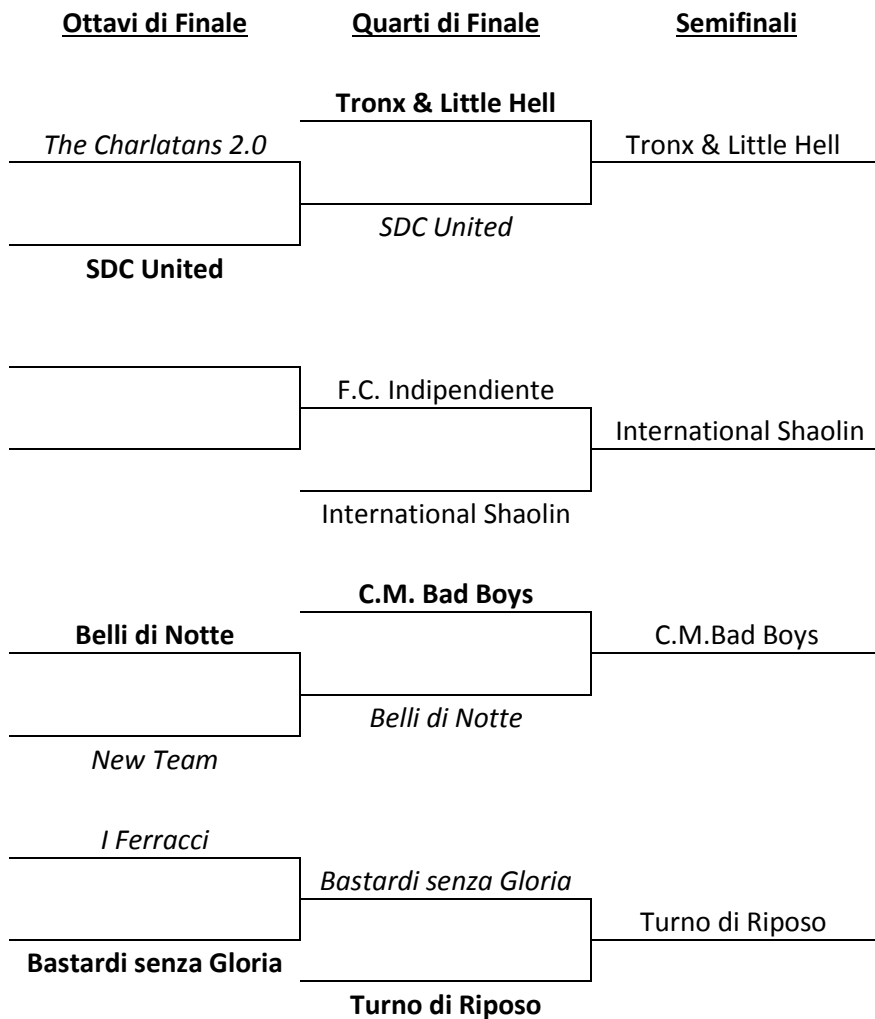 Ottavi di Finale
Quarti di Finale
Semifinali
Tronx & Little Hell
The Charlatans 2.0
Tronx & Little Hell
SDC United
SDC United
F.C. Indipendiente
International Shaolin
International Shaolin
C.M. Bad Boys
Belli di Notte
C.M.Bad Boys
Belli di Notte
New Team
I Ferracci
Bastardi senza Gloria
Turno di Riposo
Bastardi senza Gloria
Turno di Riposo